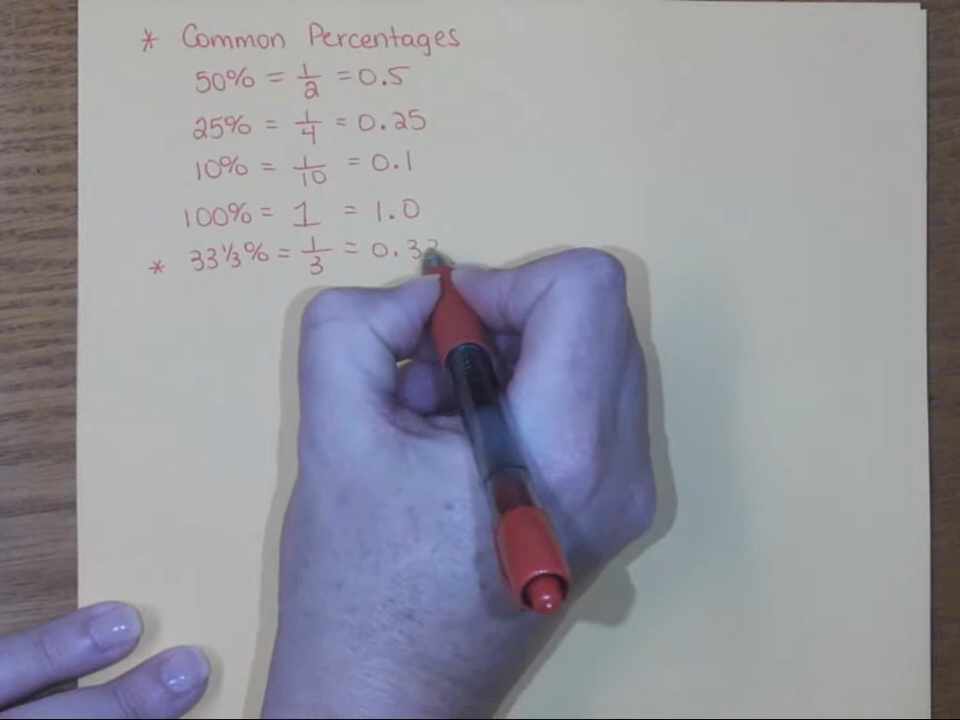 * Common Percentages
50% = 1/2 = 0.5
25% = 1/4 = 0.25
10% = 1/10 = 0.1
100% = 1 = 1.0
* 33 1/3% = 1/3 = 0.33